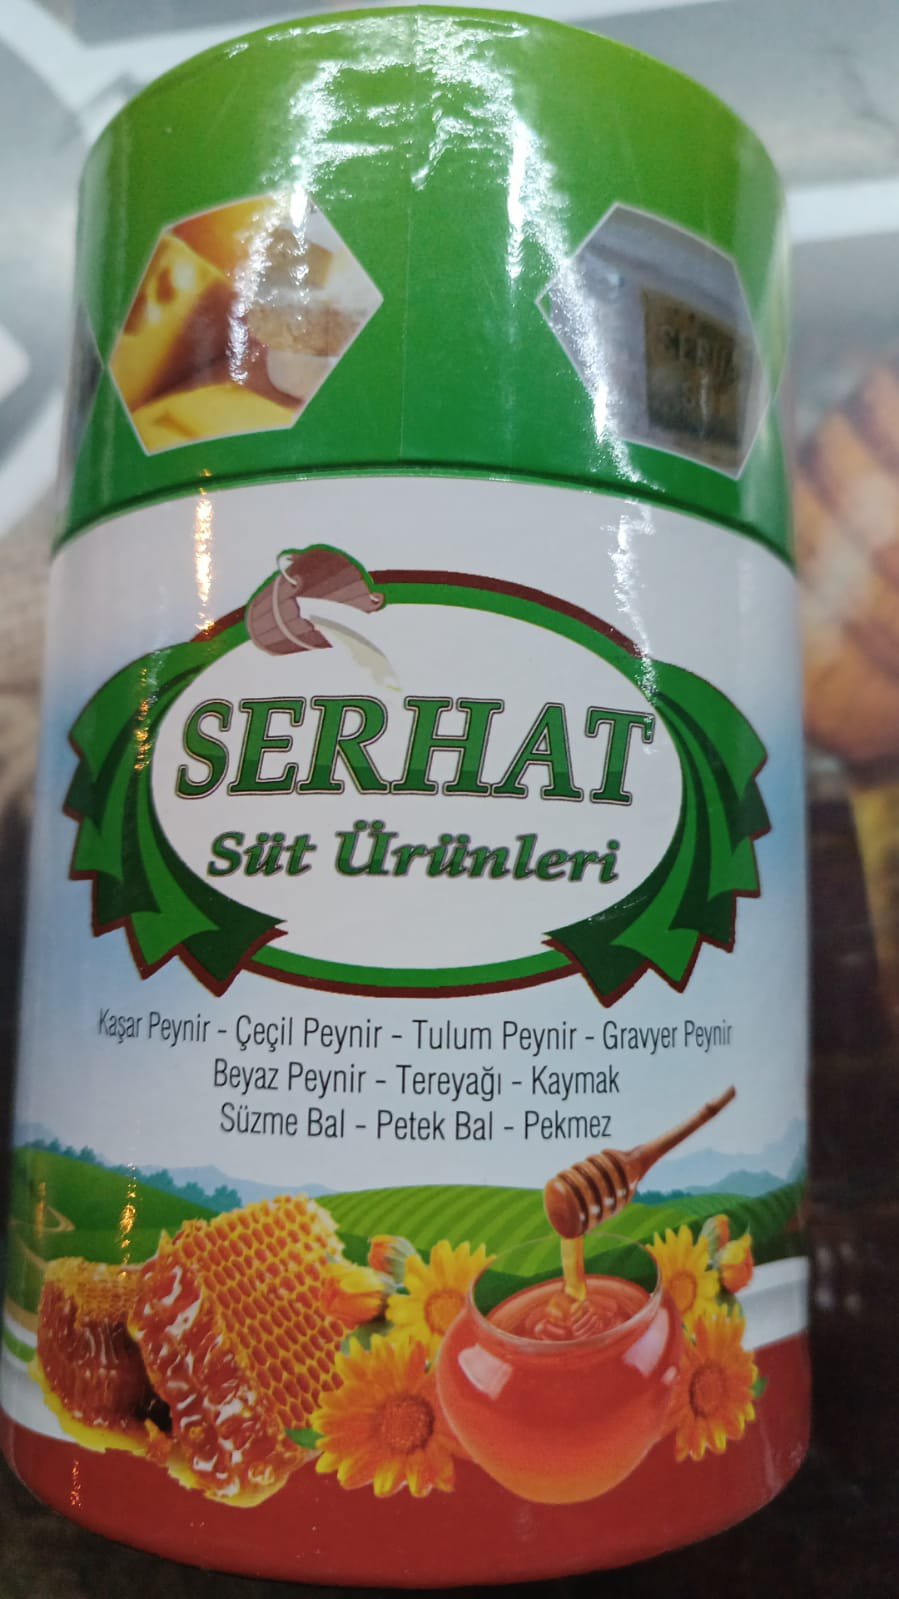 SERHAT
Süt Ürünleri
Kaşar Peynir - Çeçil Peynir - Tulum Peynir - Gravyer Peynir
Beyaz Peynir - Tereyağı - Kaymak
Süzme Bal - Petek Bal - Pekmez